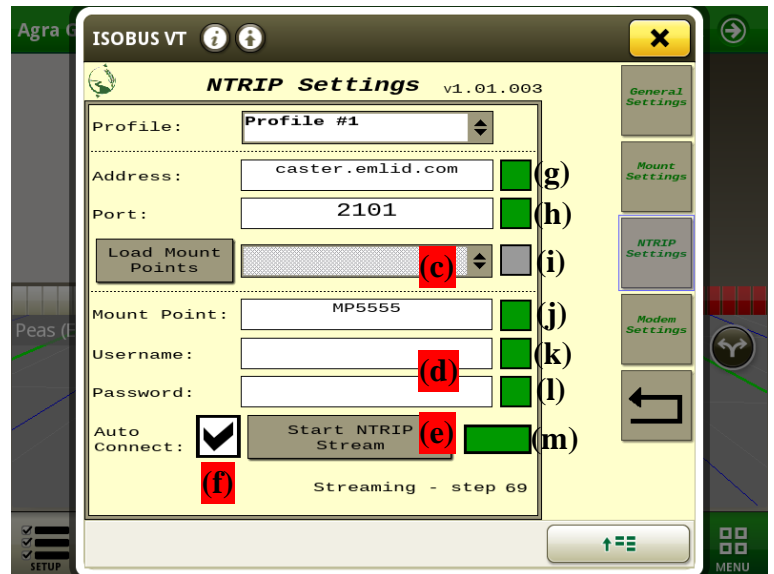 Agra G
ISOBUS VT
NTRIP Settings v1.01.003
Profile: Profile #1
Address: caster.emlid.com (g)
Port: 2101 (h)
Load Mount
Points
(c) (i)
Mount Point: MP5555 (j)
Username: (k)
(d)
Password: (l)
Auto
Connect:
Start NTRIP
Stream
(e) (m)
(f)
Streaming - step 69
General
Settings
Mount
Settings
NTRIP
Settings
Modem
Settings
Peas (E
SETUP
MENU